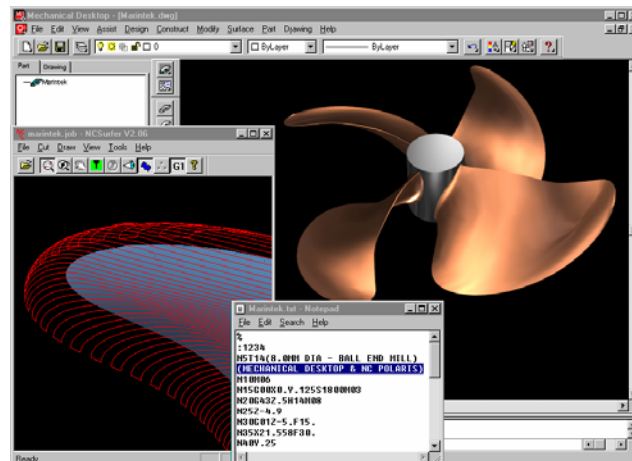 Mechanical Desktop - [Marintek.dwg]
File Edit View Assist Design Construct Modify Surface Part Drawing Help
0 ByLayer ByLayer
Part Drawing
Marintek
marintek.job - NCSurfer V2.06
File Cut Draw View Tools Help
G1
Marintek.txt - Notepad
File Edit Search Help
%
:1234
N5T14(8.0MM DIA - BALL END MILL)
(MECHANICAL DESKTOP & NC POLARIS)
N10M06
N15G00X0.Y.125S1800M03
N20G43Z.5H14M08
N25Z-4.9
N30G01Z-5.F15.
N35X21.558F30.
N40Y.25
Ready